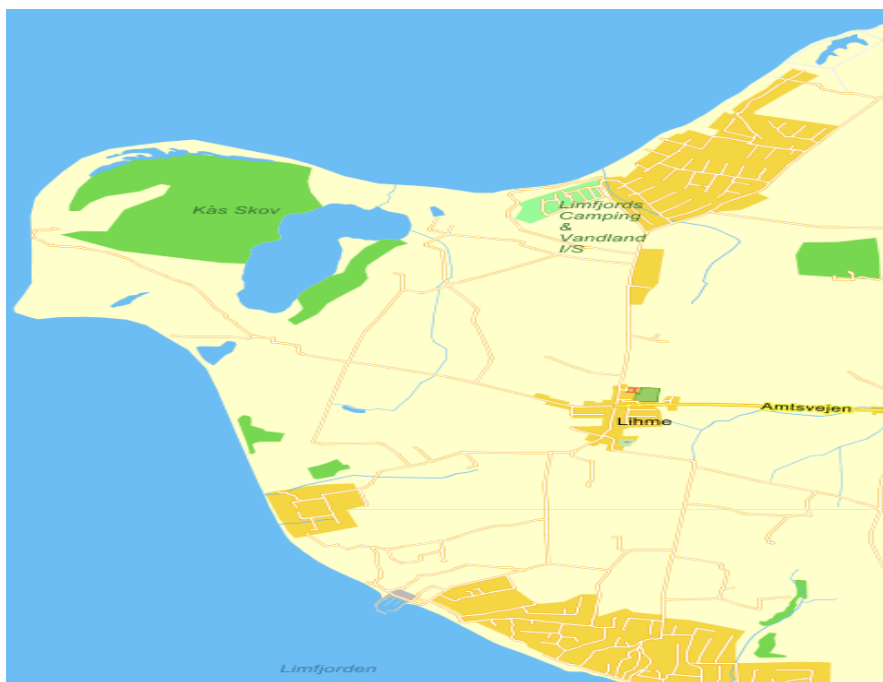 Kås Skov
Limfjords
Camping
&
Vandland
I/S
Amtsvejen
Lihme
Limfjorden